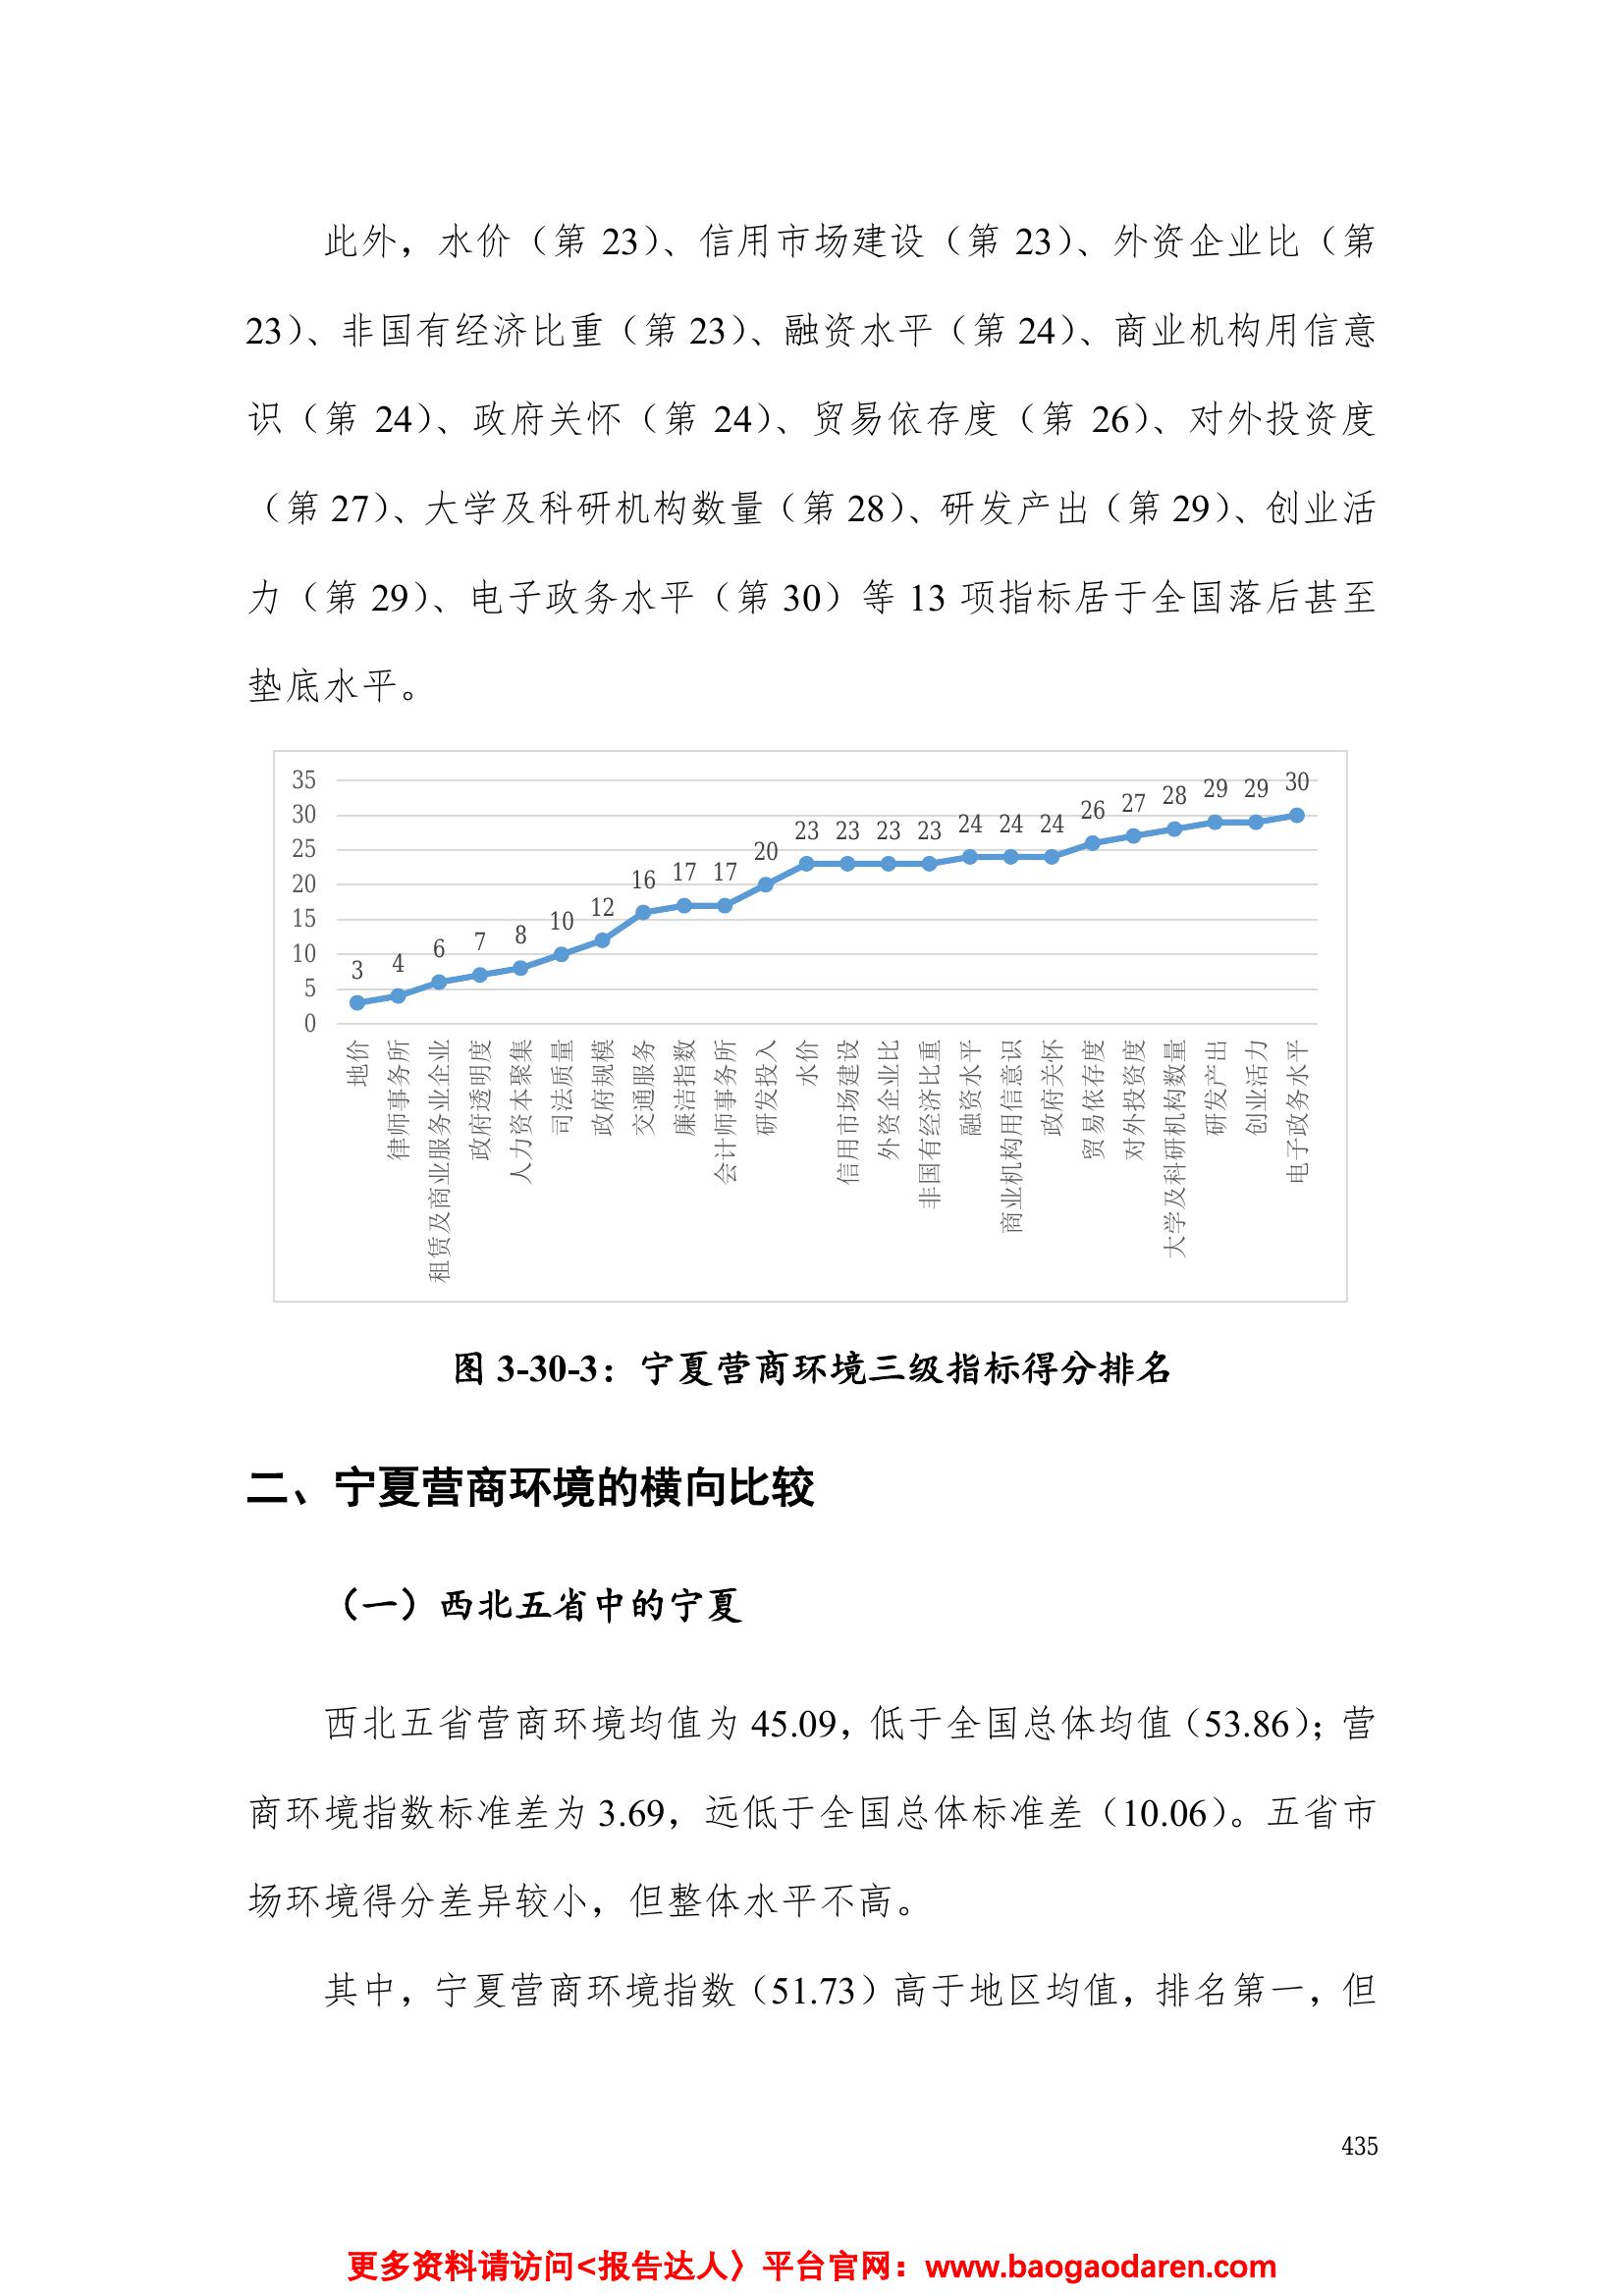 此外，水价（第 23）、信用市场建设（第 23）、外资企业比（第
23）、非国有经济比重（第 23）、融资水平（第 24）、商业机构用信意
识（第 24）、政府关怀（第 24）、贸易依存度（第 26）、对外投资度
（第 27）、大学及科研机构数量（第 28）、研发产出（第 29）、创业活
力（第 29）、电子政务水平（第 30）等 13 项指标居于全国落后甚至
垫底水平。
35
30
25
20
15
10
5
0
3 4 6 7 8 10 12 16 17 17 20 23 23 23 23 24 24 24 26 27 28 29 29 30
地价
律师事务所
租赁及商业服务业企业
政府透明度
人力资本聚集
司法质量
政府规模
交通服务
廉洁指数
会计师事务所
研发投入
水价
信用市场建设
外资企业比
非国有经济比重
融资水平
商业机构用信意识
政府关怀
贸易依存度
对外投资度
大学及科研机构数量
研发产出
创业活力
电子政务水平
图 3-30-3：宁夏营商环境三级指标得分排名
二、宁夏营商环境的横向比较
（一）西北五省中的宁夏
西北五省营商环境均值为 45.09，低于全国总体均值（53.86）；营
商环境指数标准差为 3.69，远低于全国总体标准差（10.06）。五省市
场环境得分差异较小，但整体水平不高。
其中，宁夏营商环境指数（51.73）高于地区均值，排名第一，但
435
更多资料请访问<报告达人〉平台官网：www.baogaodaren.com